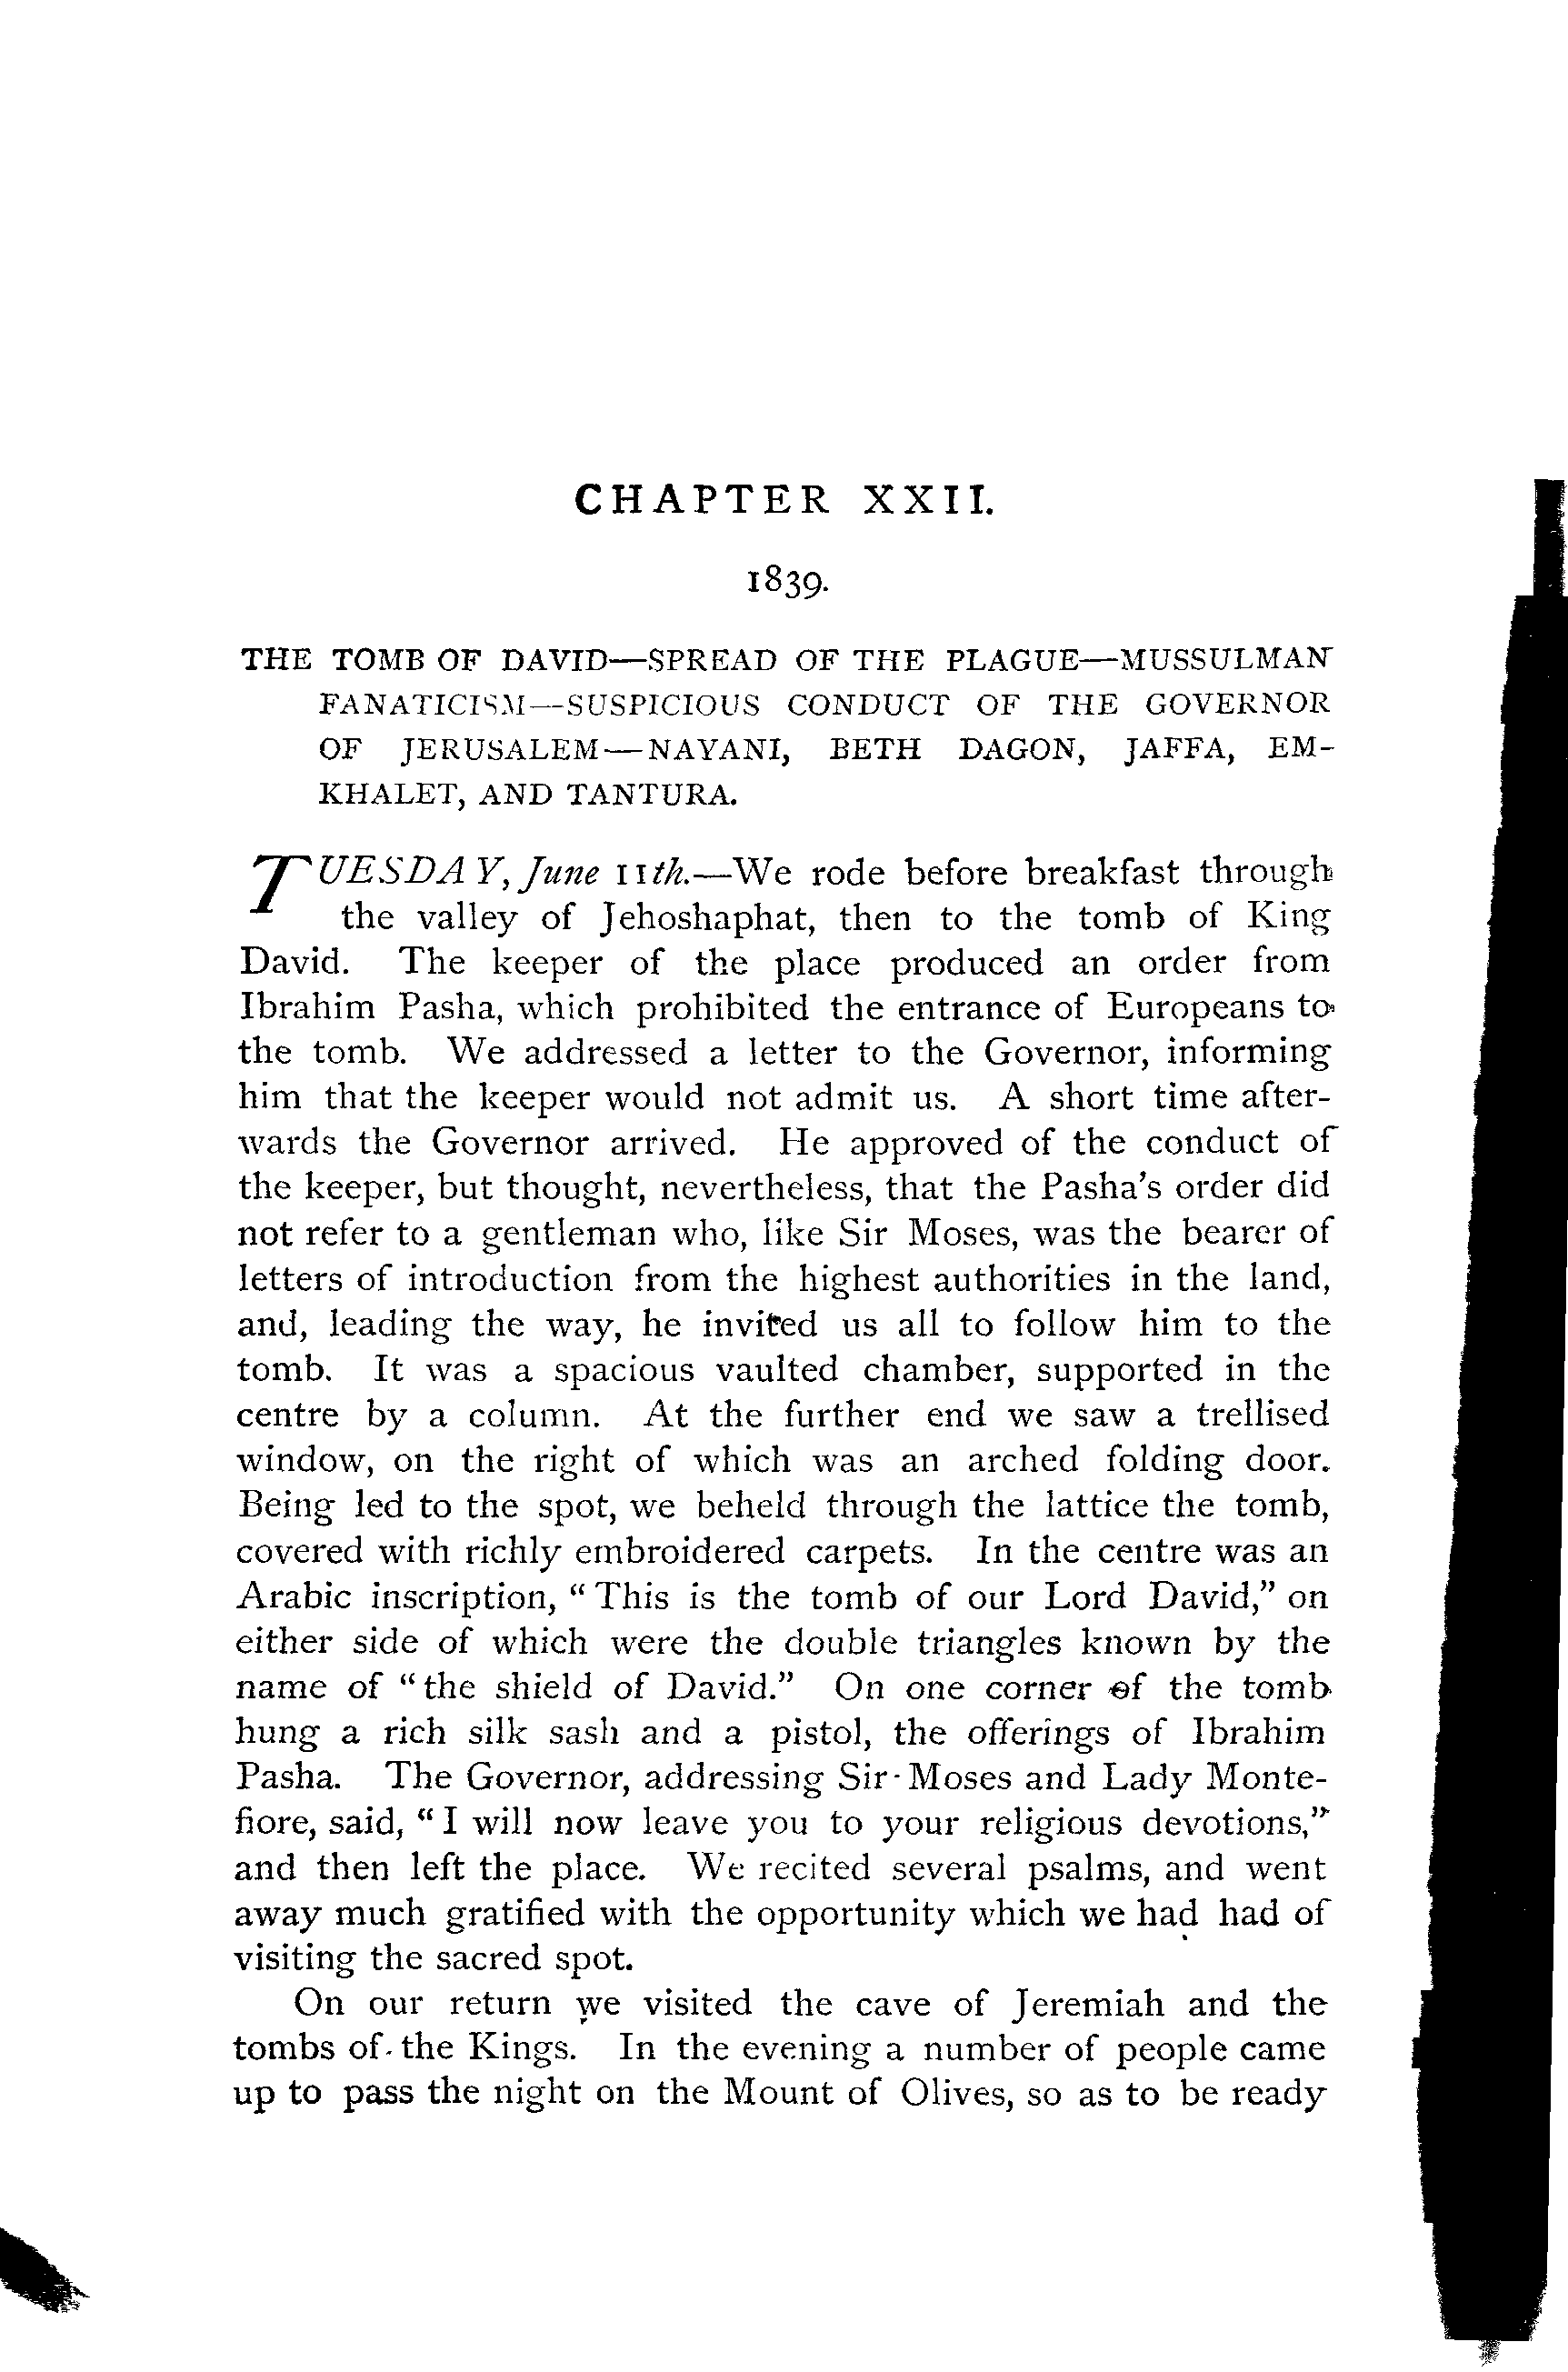 CHAPTER XXII.
1839.
THE TOMB OF DAVID—SPREAD OF THE PLAGUE—MUSSULMAN
FANATICISM—SUSPICIOUS CONDUCT OF THE GOVERNOR
OF JERUSALEM—NAYANI, BETH DAGON, JAFFA, EM-
KHALET, AND TANTURA.
TUESDAY, June 11th.—We rode before breakfast through
the valley of Jehoshaphat, then to the tomb of King
David. The keeper of the place produced an order from
Ibrahim Pasha, which prohibited the entrance of Europeans to
the tomb. We addressed a letter to the Governor, informing
him that the keeper would not admit us. A short time after-
wards the Governor arrived. He approved of the conduct of
the keeper, but thought, nevertheless, that the Pasha's order did
not refer to a gentleman who, like Sir Moses, was the bearer of
letters of introduction from the highest authorities in the land,
and, leading the way, he invited us all to follow him to the
tomb. It was a spacious vaulted chamber, supported in the
centre by a column. At the further end we saw a trellised
window, on the right of which was an arched folding door.
Being led to the spot, we beheld through the lattice the tomb,
covered with richly embroidered carpets. In the centre was an
Arabic inscription, "This is the tomb of our Lord David," on
either side of which were the double triangles known by the
name of "the shield of David." On one corner of the tomb
hung a rich silk sash and a pistol, the offerings of Ibrahim
Pasha. The Governor, addressing Sir Moses and Lady Monte-
fiore, said, "I will now leave you to your religious devotions,"
and then left the place. We recited several psalms, and went
away much gratified with the opportunity which we had had of
visiting the sacred spot.
On our return we visited the cave of Jeremiah and the
tombs of the Kings. In the evening a number of people came
up to pass the night on the Mount of Olives, so as to be ready